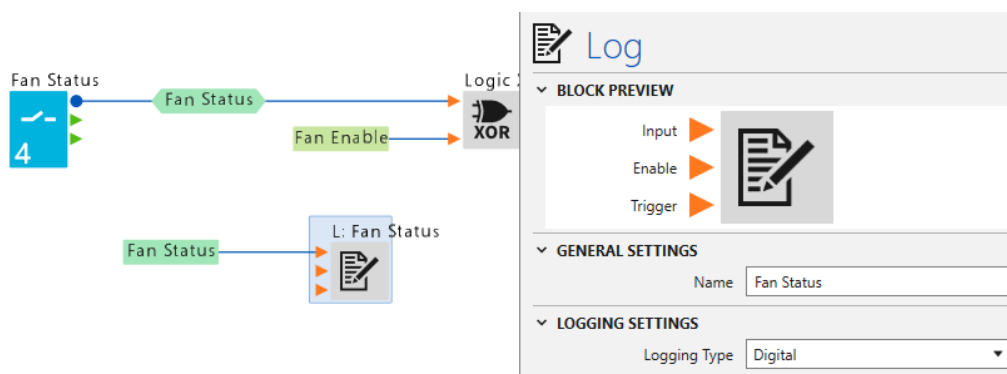 Fan Status
4
Fan Status
Fan Enable
Logic
XOR
Fan Status
L: Fan Status
Log
BLOCK PREVIEW
Input
Enable
Trigger
GENERAL SETTINGS
Name Fan Status
LOGGING SETTINGS
Logging Type Digital